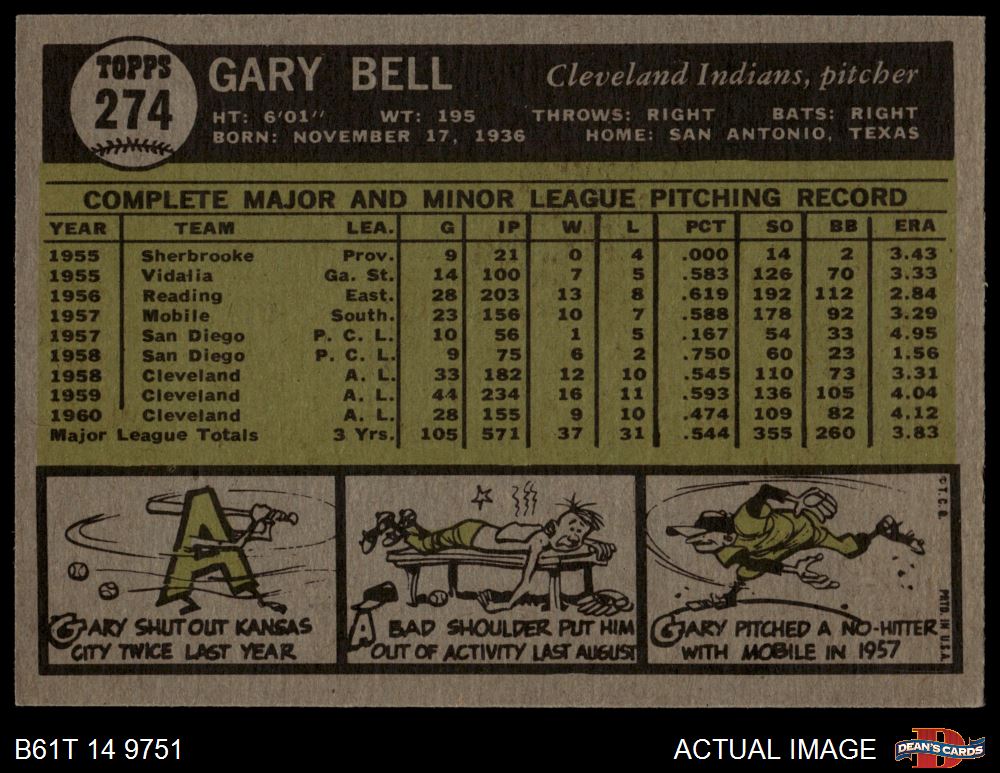 TOPPS
274
GARY BELL
Cleveland Indians, pitcher
HT: 6'01" WT: 195 THROWS: RIGHT BATS: RIGHT
BORN: NOVEMBER 17, 1936 HOME: SAN ANTONIO, TEXAS
COMPLETE MAJOR AND MINOR LEAGUE PITCHING RECORD
YEAR TEAM LEA. G IP W L PCT SO BB ERA
1955 Sherbrooke Prov. 9 21 0 4 .000 14 2 3.43
1955 Vidalia Ga. St. 14 100 7 5 .583 126 70 3.33
1956 Reading East. 28 203 13 8 .619 192 112 2.84
1957 Mobile South. 23 156 10 7 .588 178 92 3.29
1957 San Diego P. C. L. 10 56 1 5 .167 54 33 4.95
1958 San Diego P. C. L. 9 75 6 2 .750 60 23 1.56
1958 Cleveland A. L. 33 182 12 10 .545 110 73 3.31
1959 Cleveland A. L. 44 234 16 11 .593 136 105 4.04
1960 Cleveland A. L. 28 155 9 10 .474 109 82 4.12
Major League Totals 3 Yrs. 105 571 37 31 .544 355 260 3.83
A
GARY SHUT OUT KANSAS
CITY TWICE LAST YEAR
A BAD SHOULDER PUT HIM
OUT OF ACTIVITY LAST AUGUST
GARY PITCHED A NO-HITTER
WITH MOBILE IN 1957
© T.C.G.
PRTD. IN U.S.A.
B61T 14 9751
ACTUAL IMAGE
D
DEAN'S CARDS